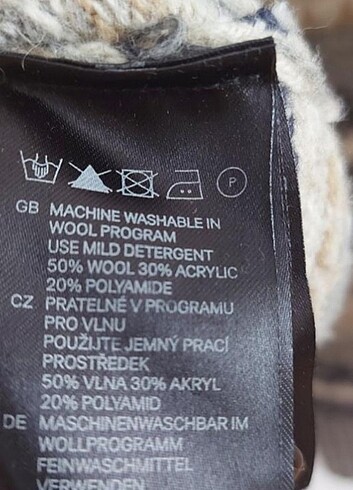 P
GB MACHINE WASHABLE IN
WOOL PROGRAM
USE MILD DETERGENT
50% WOOL 30% ACRYLIC
20% POLYAMIDE
CZ PRATELNÉ V PROGRAMU
PRO VLNU
POUŽIJTE JEMNÝ PRACÍ
PROSTŘEDEK
50% VLNA 30% AKRYL
20% POLYAMID
DE MASCHINENWASCHBAR IM
WOLLPROGRAMM
FEINWASCHMITTEL
VERWENDEN